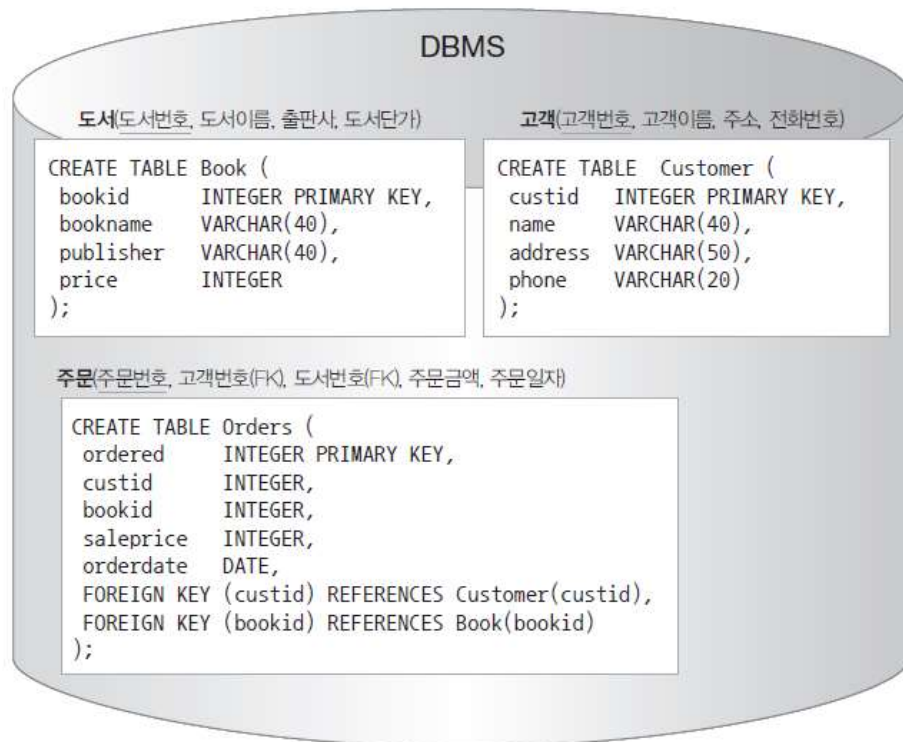 DBMS
도서(도서번호, 도서이름, 출판사, 도서단가)
CREATE TABLE Book (
bookid INTEGER PRIMARY KEY,
bookname VARCHAR(40),
publisher VARCHAR(40),
price INTEGER
);
고객(고객번호, 고객이름, 주소, 전화번호)
CREATE TABLE Customer (
custid INTEGER PRIMARY KEY,
name VARCHAR(40),
address VARCHAR(50),
phone VARCHAR(20)
);
주문(주문번호, 고객번호(FK), 도서번호(FK), 주문금액, 주문일자)
CREATE TABLE Orders (
ordered INTEGER PRIMARY KEY,
custid INTEGER,
bookid INTEGER,
saleprice INTEGER,
orderdate DATE,
FOREIGN KEY (custid) REFERENCES Customer(custid),
FOREIGN KEY (bookid) REFERENCES Book(bookid)
);